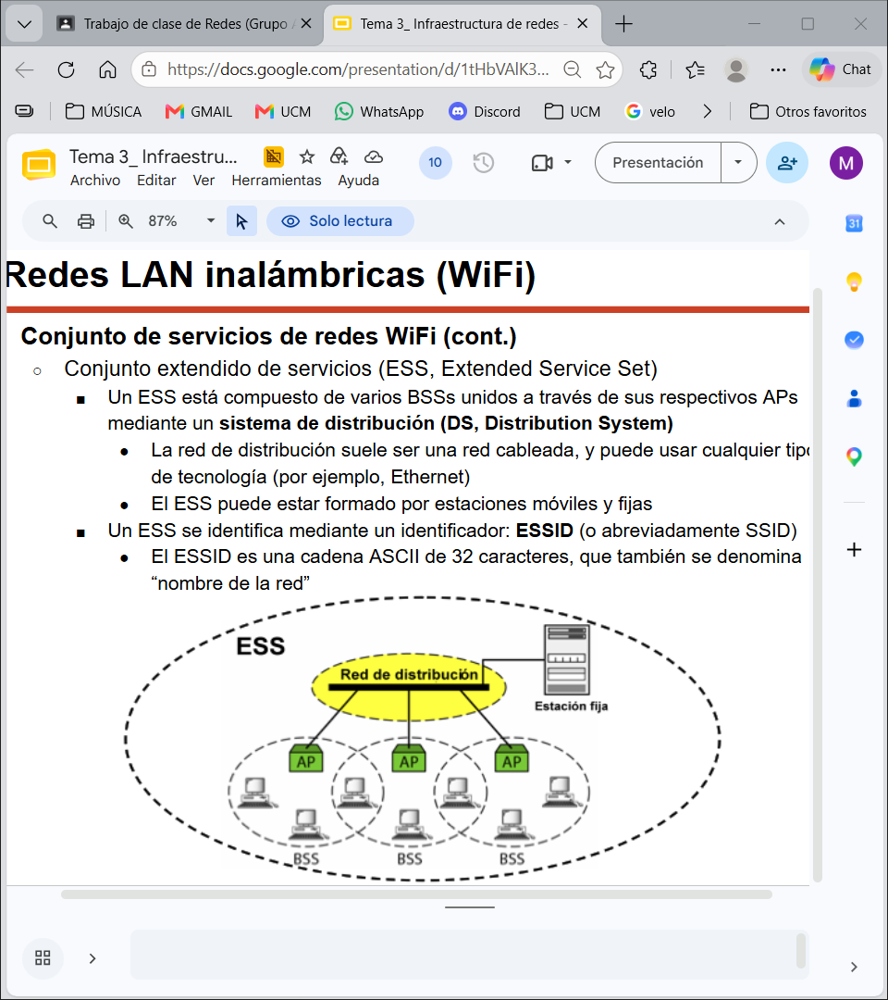 Trabajo de clase de Redes (Grupo A
Tema 3_ Infraestructura de redes -
https://docs.google.com/presentation/d/1tHbVAlK3...
Chat
MÚSICA
GMAIL
UCM
WhatsApp
Discord
UCM
velo
Otros favoritos
Tema 3_ Infraestru...
Archivo Editar Ver Herramientas Ayuda
10
Presentación
M
87%
Solo lectura
31
Redes LAN inalámbricas (WiFi)
Conjunto de servicios de redes WiFi (cont.)
Conjunto extendido de servicios (ESS, Extended Service Set)
Un ESS está compuesto de varios BSSs unidos a través de sus respectivos APs
mediante un sistema de distribución (DS, Distribution System)
La red de distribución suele ser una red cableada, y puede usar cualquier tipo
de tecnología (por ejemplo, Ethernet)
El ESS puede estar formado por estaciones móviles y fijas
Un ESS se identifica mediante un identificador: ESSID (o abreviadamente SSID)
El ESSID es una cadena ASCII de 32 caracteres, que también se denomina
“nombre de la red”
ESS
Red de distribución
Estación fija
AP AP AP
BSS BSS BSS